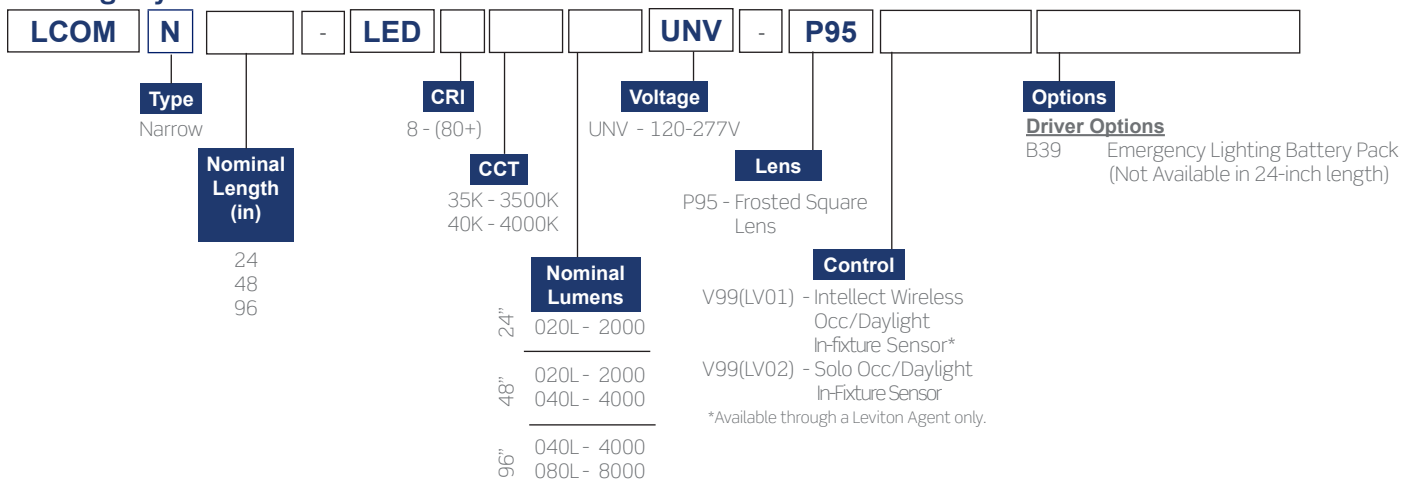 LCOM N - LED UNV - P95
Type
Narrow
Nominal
Length
(in)
24
48
96
CRI
8 - (80+)
CCT
35K - 3500K
40K - 4000K
Nominal
Lumens
24”
020L - 2000
48”
020L - 2000
040L - 4000
96”
040L - 4000
080L - 8000
Voltage
UNV - 120-277V
Lens
P95 - Frosted Square
Lens
Control
V99(LV01) - Intellect Wireless
Occ/Daylight
In-fixture Sensor*
V99(LV02) - Solo Occ/Daylight
In-Fixture Sensor
*Available through a Leviton Agent only.
Options
Driver Options
B39 Emergency Lighting Battery Pack
(Not Available in 24-inch length)